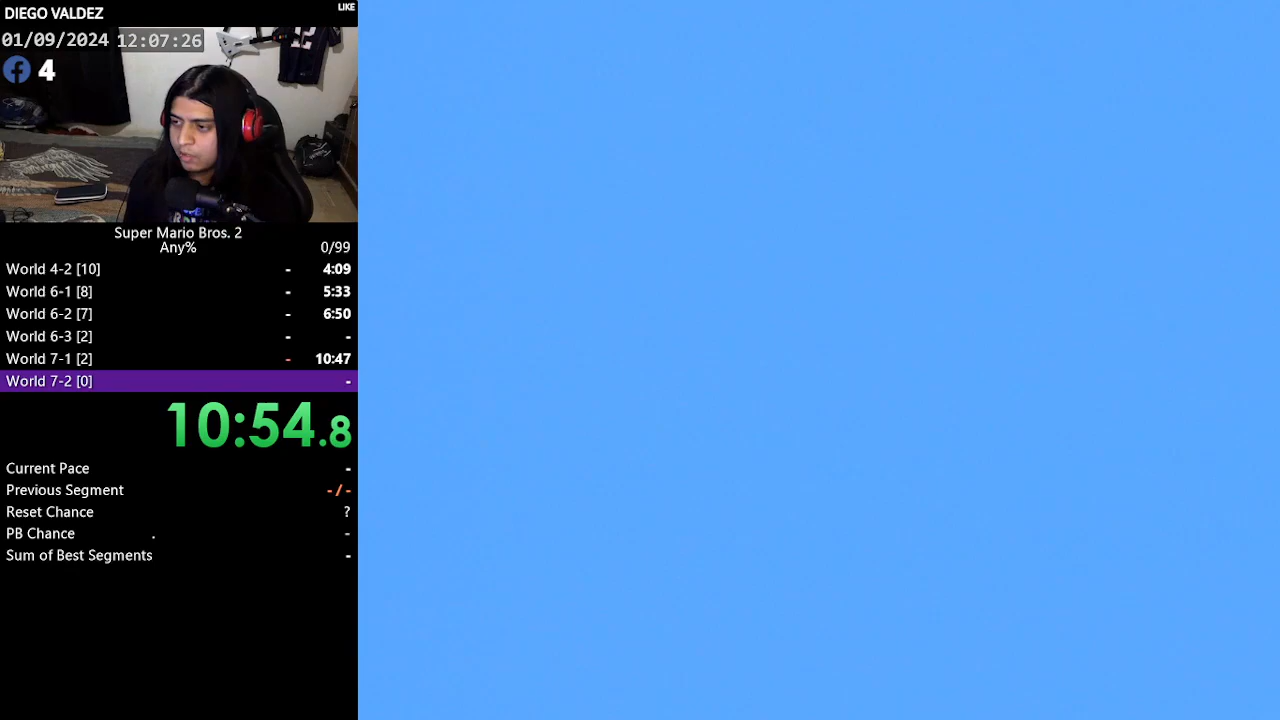 DIEGO VALDEZ
LIKE
01/09/2024 12:07:26
4
12
Super Mario Bros. 2
Any% 0/99
World 4-2 [10] - 4:09
World 6-1 [8] - 5:33
World 6-2 [7] - 6:50
World 6-3 [2] - -
World 7-1 [2] - 10:47
World 7-2 [0] -
10:54.8
Current Pace -
Previous Segment - / -
Reset Chance ?
PB Chance . -
Sum of Best Segments -